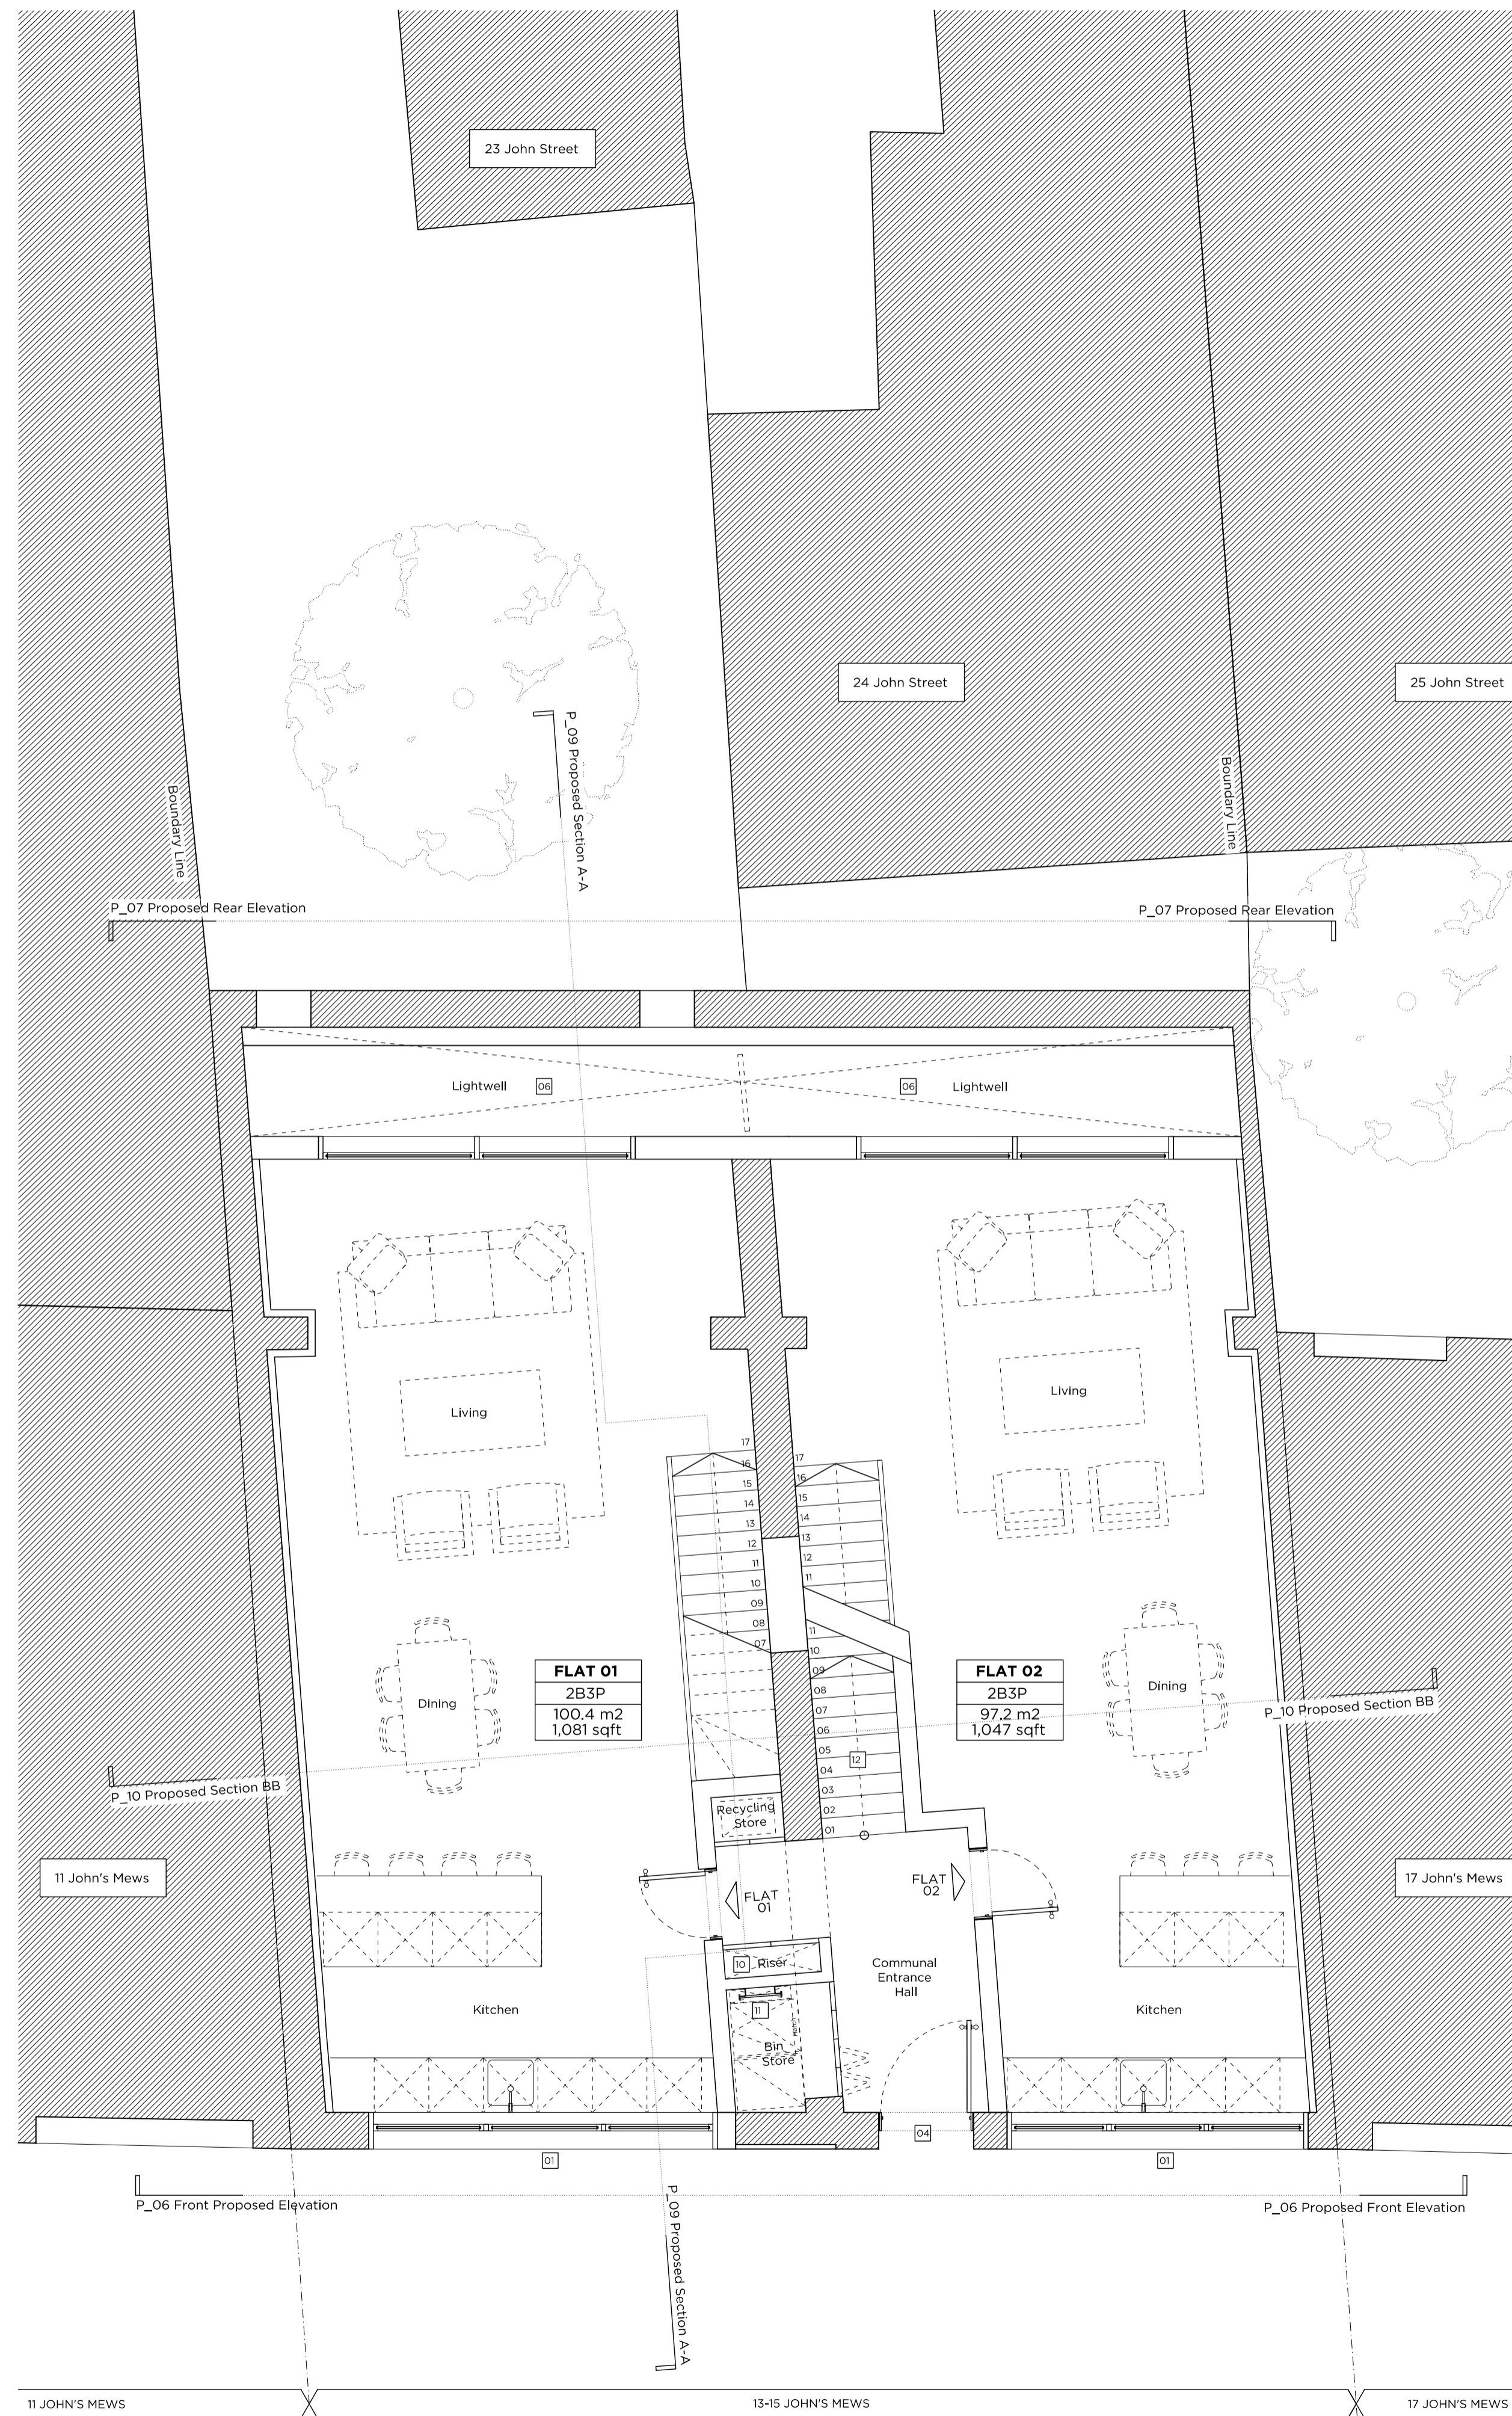 23 John Street
24 John Street
25 John Street
P_09 Proposed Section A-A
Boundary Line
Boundary Line
P_07 Proposed Rear Elevation
P_07 Proposed Rear Elevation
Lightwell
06
06
Lightwell
Living
Living
17
16
15
14
13
12
11
10
09
08
07
17
16
15
14
13
12
11
11
10
09
08
07
06
05
04
03
02
01
12
FLAT 01
2B3P
100.4 m2
1,081 sqft
FLAT 02
2B3P
97.2 m2
1,047 sqft
Dining
Dining
P_10 Proposed Section BB
P_10 Proposed Section BB
Recycling
Store
11 John's Mews
17 John's Mews
FLAT
01
FLAT
02
10
Riser
Communal
Entrance
Hall
Kitchen
Kitchen
11
Hatch
Bin
Store
04
01
01
P_06 Front Proposed Elevation
P_06 Proposed Front Elevation
P_09 Proposed Section A-A
11 JOHN'S MEWS
13-15 JOHN'S MEWS
17 JOHN'S MEWS